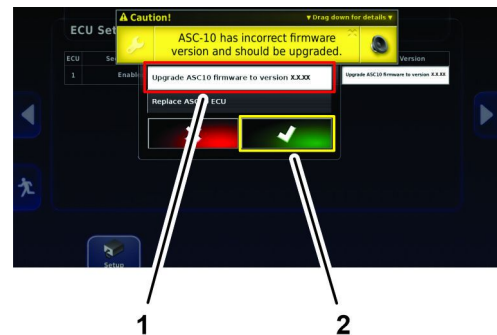 ⚠ Caution! ▼ Drag down for details ▼
ECU Set
ASC-10 has incorrect firmware
version and should be upgraded.
ECU Version
1 Enabl
Upgrade ASC10 firmware to version X.X.XX
Upgrade ASC10 firmware to version X.X.XX
Replace ECU
Setup
1 2